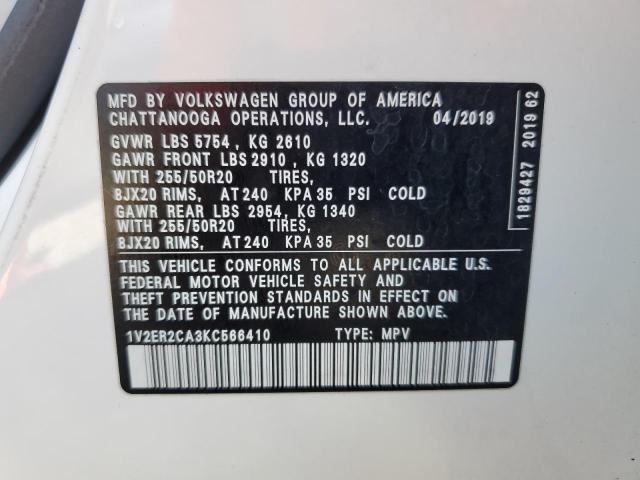 MFD BY VOLKSWAGEN GROUP OF AMERICA
CHATTANOOGA OPERATIONS, LLC. 04/2019
GVWR LBS 5754 , KG 2610
GAWR FRONT LBS 2910 , KG 1320
WITH 255/50R20 TIRES,
8JX20 RIMS, AT 240 KPA 35 PSI COLD
GAWR REAR LBS 2954, KG 1340
WITH 255/50R20 TIRES,
8JX20 RIMS, AT 240 KPA 35 PSI COLD
THIS VEHICLE CONFORMS TO ALL APPLICABLE U.S.
FEDERAL MOTOR VEHICLE SAFETY AND
THEFT PREVENTION STANDARDS IN EFFECT ON
THE DATE OF MANUFACTURE SHOWN ABOVE.
1V2ER2CA3KC566410 TYPE: MPV
1829427 2019 62